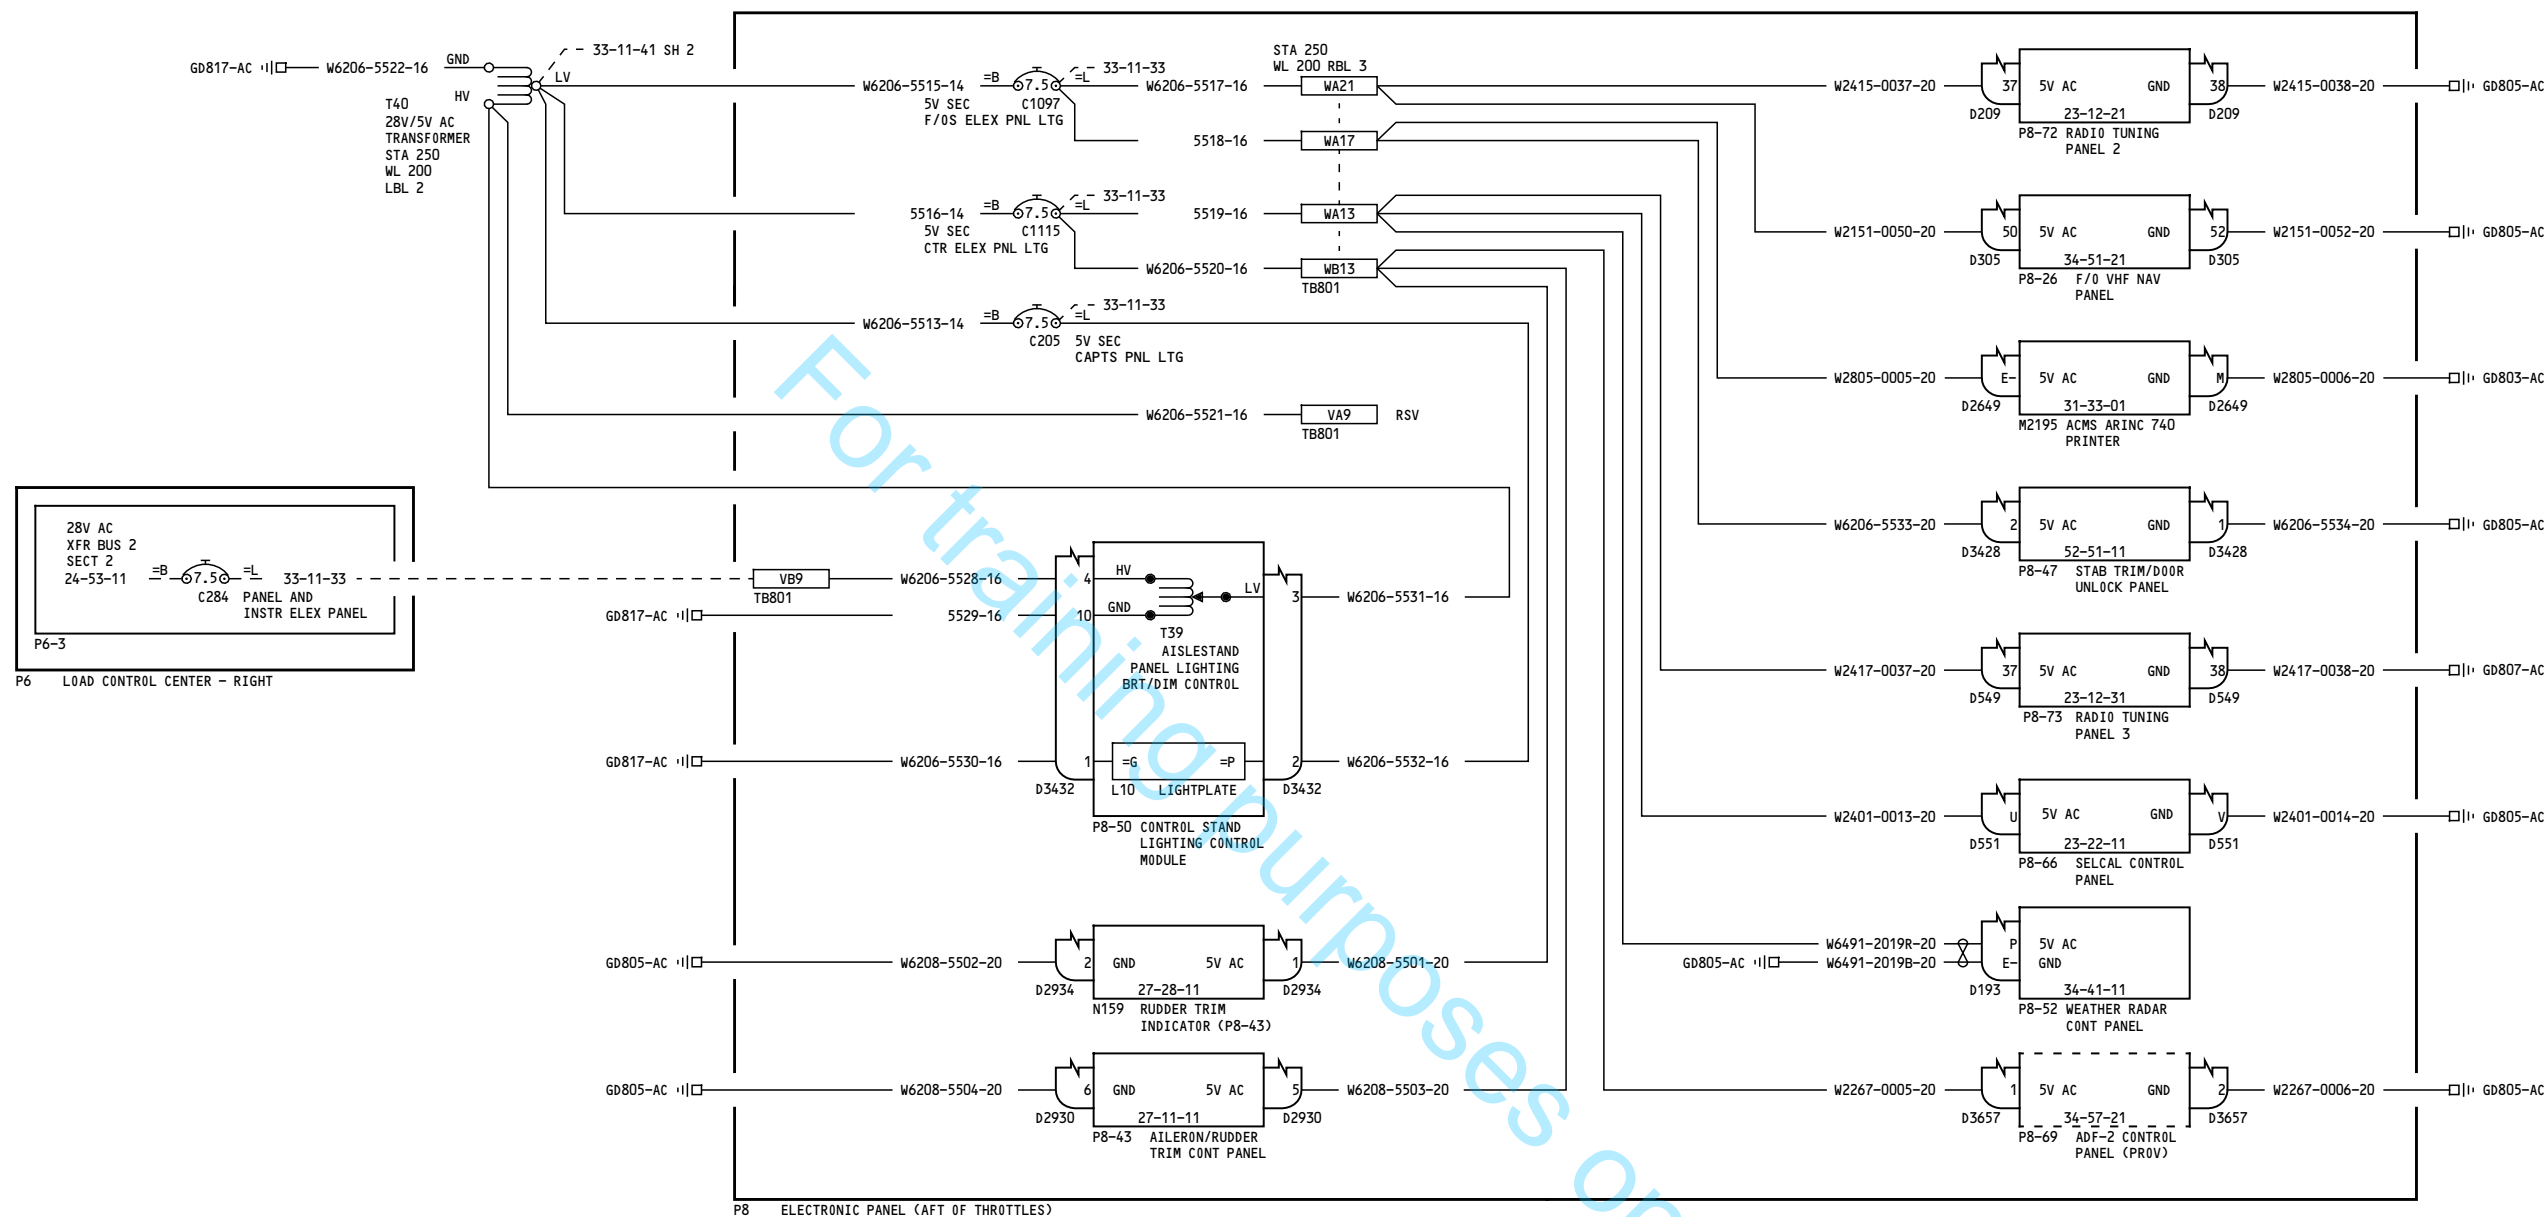 GD817-AC
W6206-5522-16
GND
33-11-41 SH 2
LV
HV
T40
28V/5V AC
TRANSFORMER
STA 250
WL 200
LBL 2
W6206-5515-14
=B
7.5
=L
33-11-33
5V SEC
C1097
F/OS ELEX PNL LTG
W6206-5517-16
STA 250
WL 200 RBL 3
WA21
5518-16
WA17
5516-14
=B
7.5
=L
33-11-33
5V SEC
C1115
CTR ELEX PNL LTG
5519-16
WA13
W6206-5520-16
WB13
TB801
W6206-5513-14
=B
7.5
=L
33-11-33
C205
5V SEC
CAPTS PNL LTG
W6206-5521-16
VA9
RSV
TB801
28V AC
XFR BUS 2
SECT 2
24-53-11
=B
7.5
=L
33-11-33
C284
PANEL AND
INSTR ELEX PANEL
P6-3
P6 LOAD CONTROL CENTER - RIGHT
VB9
TB801
W6206-5528-16
4
HV
LV
3
W6206-5531-16
GD817-AC
5529-16
10
GND
T39
AISLESTAND
PANEL LIGHTING
BRT/DIM CONTROL
GD817-AC
W6206-5530-16
1
=G
=P
2
W6206-5532-16
D3432
L10
LIGHTPLATE
D3432
P8-50 CONTROL STAND
LIGHTING CONTROL
MODULE
GD805-AC
W6208-5502-20
2
GND
5V AC
1
W6208-5501-20
D2934
27-28-11
D2934
N159 RUDDER TRIM
INDICATOR (P8-43)
GD805-AC
W6208-5504-20
6
GND
5V AC
5
W6208-5503-20
D2930
27-11-11
D2930
P8-43 AILERON/RUDDER
TRIM CONT PANEL
W2415-0037-20
37
5V AC
GND
38
W2415-0038-20
GD805-AC
D209
23-12-21
D209
P8-72 RADIO TUNING
PANEL 2
W2151-0050-20
50
5V AC
GND
52
W2151-0052-20
GD805-AC
D305
34-51-21
D305
P8-26 F/O VHF NAV
PANEL
W2805-0005-20
E-
5V AC
GND
M
W2805-0006-20
GD803-AC
D2649
31-33-01
D2649
M2195 ACMS ARINC 740
PRINTER
W6206-5533-20
2
5V AC
GND
1
W6206-5534-20
GD805-AC
D3428
52-51-11
D3428
P8-47 STAB TRIM/DOOR
UNLOCK PANEL
W2417-0037-20
37
5V AC
GND
38
W2417-0038-20
GD807-AC
D549
23-12-31
D549
P8-73 RADIO TUNING
PANEL 3
W2401-0013-20
U
5V AC
GND
V
W2401-0014-20
GD805-AC
D551
23-22-11
D551
P8-66 SELCAL CONTROL
PANEL
W6491-2019R-20
P
5V AC
GD805-AC
W6491-2019B-20
E-
GND
D193
34-41-11
P8-52 WEATHER RADAR
CONT PANEL
W2267-0005-20
1
5V AC
GND
2
W2267-0006-20
GD805-AC
D3657
34-57-21
D3657
P8-69 ADF-2 CONTROL
PANEL (PROV)
P8 ELECTRONIC PANEL (AFT OF THROTTLES)
For training purposes